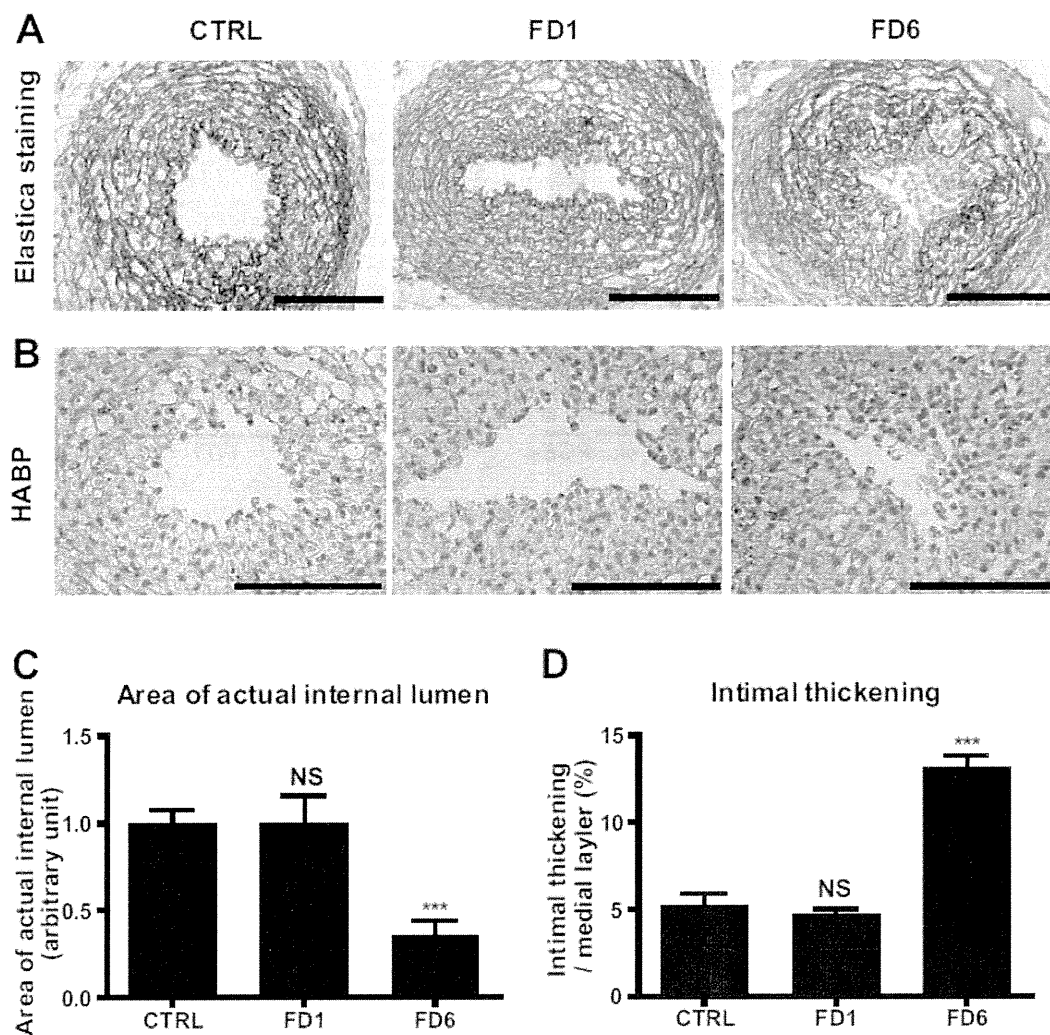 A
CTRL FD1 FD6
Elastica staining
B
HABP
C
Area of actual internal lumen
Area of actual internal lumen
(arbitrary unit)
1.5
1.0
0.5
0.0
NS
***
CTRL FD1 FD6
D
Intimal thickening
Intimal thickening
/ medial layler (%)
15
10
5
0
NS
***
CTRL FD1 FD6